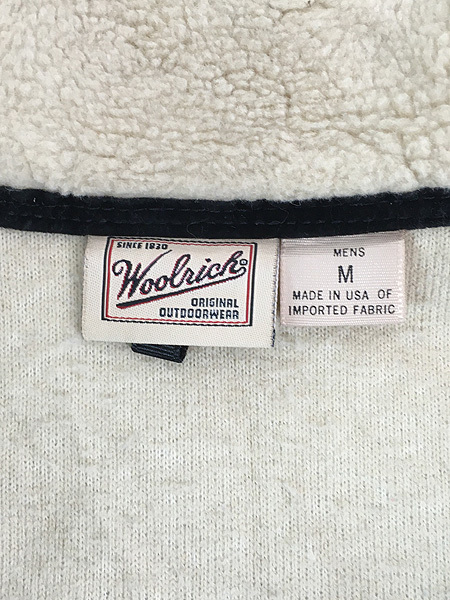 SINCE 1830
Woolrich®
ORIGINAL
OUTDOORWEAR
MENS
M
MADE IN USA OF
IMPORTED FABRIC